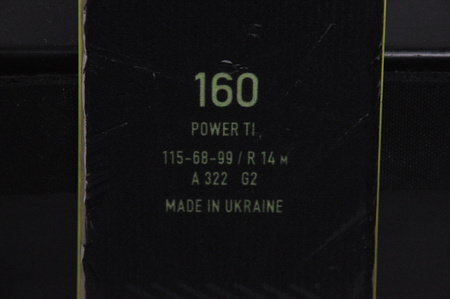 160
POWER TI
115-68-99 / R 14 M
A 322 G2
MADE IN UKRAINE